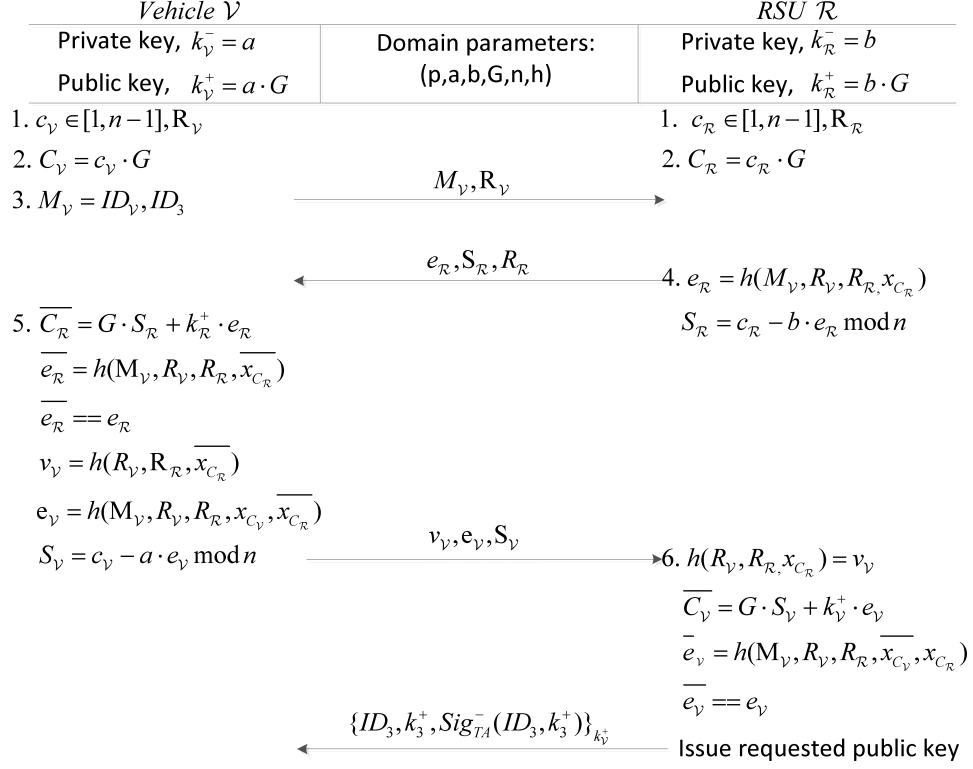 Vehicle 𝒱 RSU ℛ
Private key, k_𝒱^- = a Domain parameters: Private key, k_ℛ^- = b
Public key, k_𝒱^+ = a · G (p,a,b,G,n,h) Public key, k_ℛ^+ = b · G
1. c_𝒱 ∈ [1, n − 1], R_𝒱 1. c_ℛ ∈ [1, n − 1], R_ℛ
2. C_𝒱 = c_𝒱 · G 2. C_ℛ = c_ℛ · G
3. M_𝒱 = ID_𝒱, ID_3 M_𝒱, R_𝒱
e_ℛ, S_ℛ, R_ℛ 4. e_ℛ = h(M_𝒱, R_𝒱, R_ℛ, x_{C_ℛ})
S_ℛ = c_ℛ − b · e_ℛ mod n
5. \overline{C_ℛ} = G · S_ℛ + k_ℛ^+ · e_ℛ
\overline{e_ℛ} = h(M_𝒱, R_𝒱, R_ℛ, \overline{x_{C_ℛ}})
\overline{e_ℛ} == e_ℛ
v_𝒱 = h(R_𝒱, R_ℛ, \overline{x_{C_ℛ}})
e_𝒱 = h(M_𝒱, R_𝒱, R_ℛ, x_{C_𝒱}, \overline{x_{C_ℛ}})
S_𝒱 = c_𝒱 − a · e_𝒱 mod n v_𝒱, e_𝒱, S_𝒱 6. h(R_𝒱, R_ℛ, x_{C_ℛ}) = v_𝒱
\overline{C_𝒱} = G · S_𝒱 + k_𝒱^+ · e_𝒱
\overline{e}_𝒱 = h(M_𝒱, R_𝒱, R_ℛ, \overline{x_{C_𝒱}}, x_{C_ℛ})
\overline{e_𝒱} == e_𝒱
{ID_3, k_3^+, Sig_{TA}^-(ID_3, k_3^+)}_{k_𝒱^+} Issue requested public key